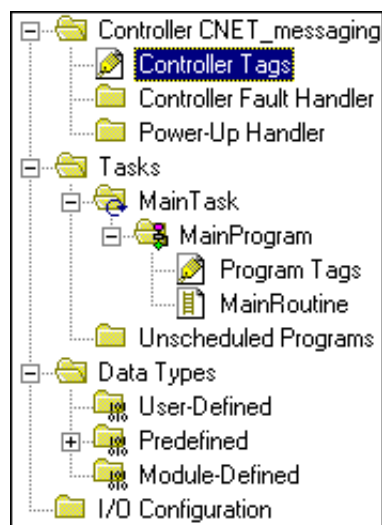 Controller CNET_messaging
Controller Tags
Controller Fault Handler
Power-Up Handler
Tasks
MainTask
MainProgram
Program Tags
MainRoutine
Unscheduled Programs
Data Types
User-Defined
Predefined
Module-Defined
I/O Configuration